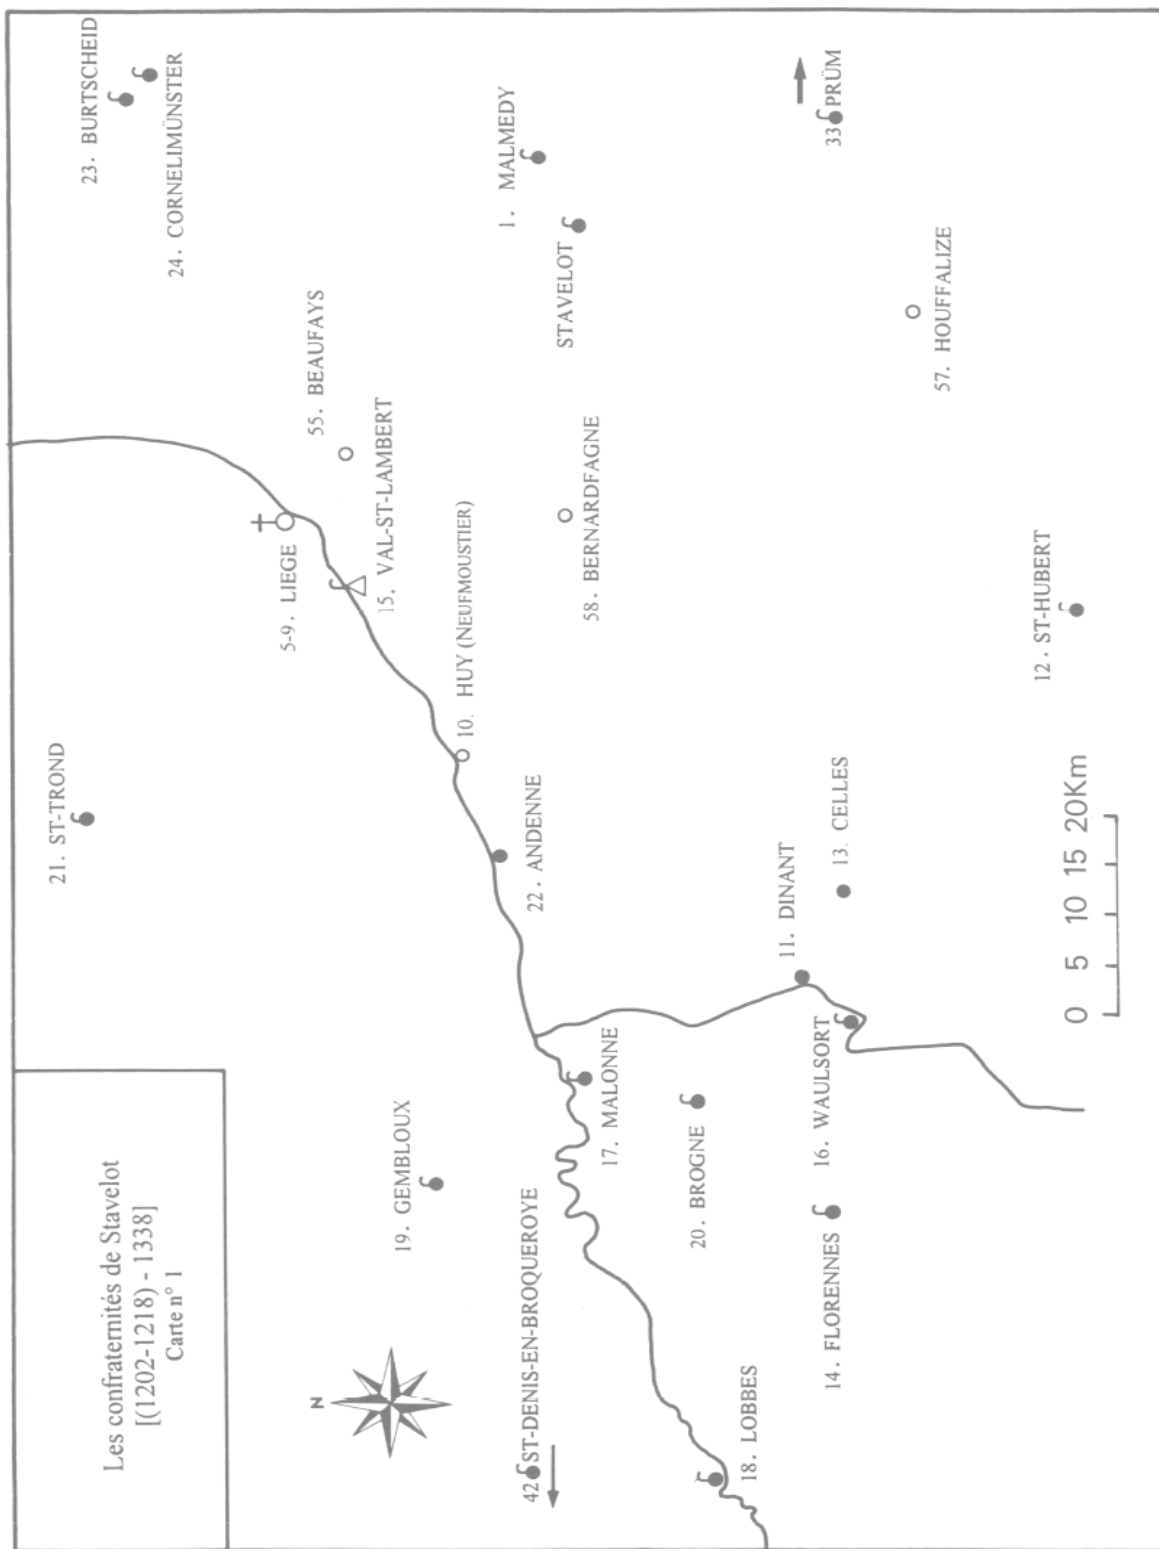 Les confraternités de Stavelot
[(1202-1218) - 1338]
Carte n° 1
N
21. ST-TROND
23. BURTSCHEID
24. CORNELIMÜNSTER
5-9. LIEGE
55. BEAUFAYS
15. VAL-ST-LAMBERT
19. GEMBLOUX
10. HUY (NEUFMOUSTIER)
1. MALMEDY
STAVELOT
42 ST-DENIS-EN-BROQUEROYE
22. ANDENNE
58. BERNARDFAGNE
17. MALONNE
20. BROGNE
18. LOBBES
11. DINANT
14. FLORENNES
16. WAULSORT
13. CELLES
33 PRÜM
57. HOUFFALIZE
12. ST-HUBERT
0 5 10 15 20Km